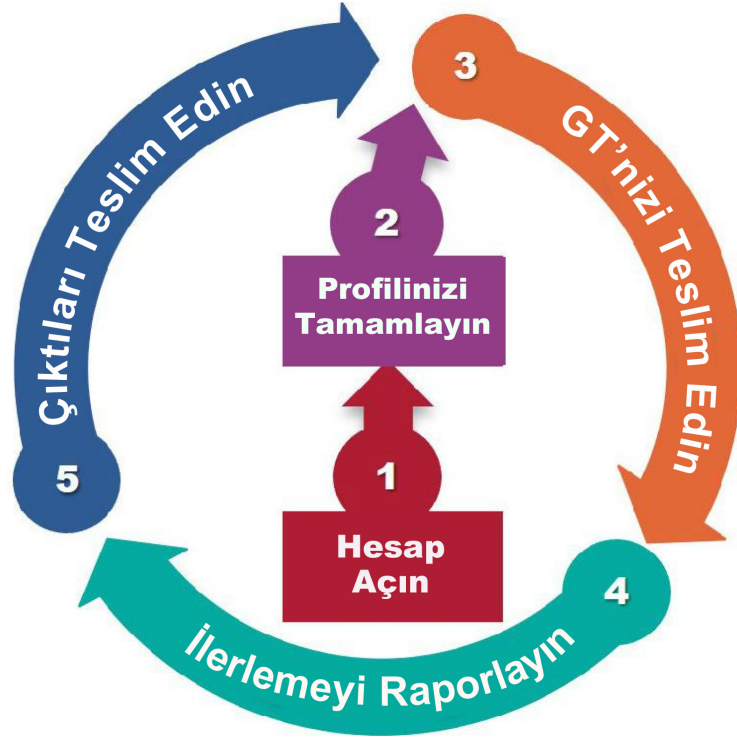 1
Hesap
Açın
2
Profilinizi
Tamamlayın
3
GT'nizi Teslim Edin
4
İlerlemeyi Raporlayın
5
Çıktıları Teslim Edin